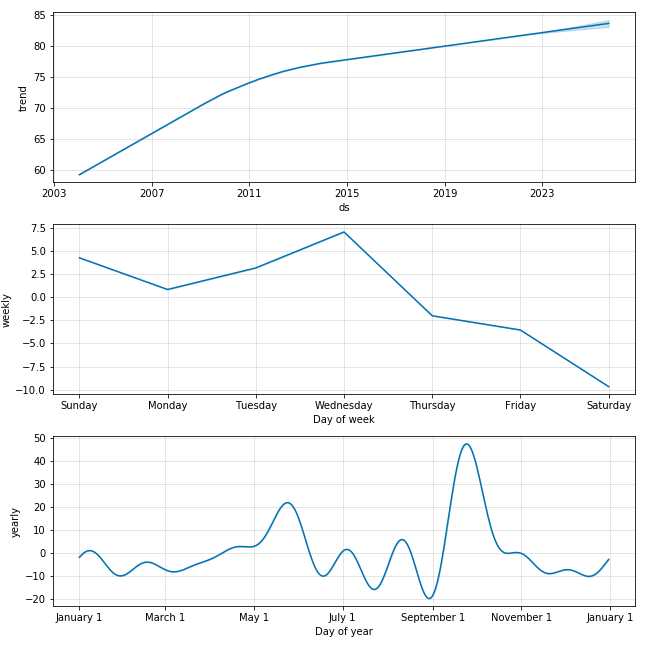 85
80
75
70
65
60
trend
2003 2007 2011 2015 2019 2023
ds
7.5
5.0
2.5
0.0
−2.5
−5.0
−7.5
−10.0
weekly
Sunday Monday Tuesday Wednesday Thursday Friday Saturday
Day of week
50
40
30
20
10
0
−10
−20
yearly
January 1 March 1 May 1 July 1 September 1 November 1 January 1
Day of year